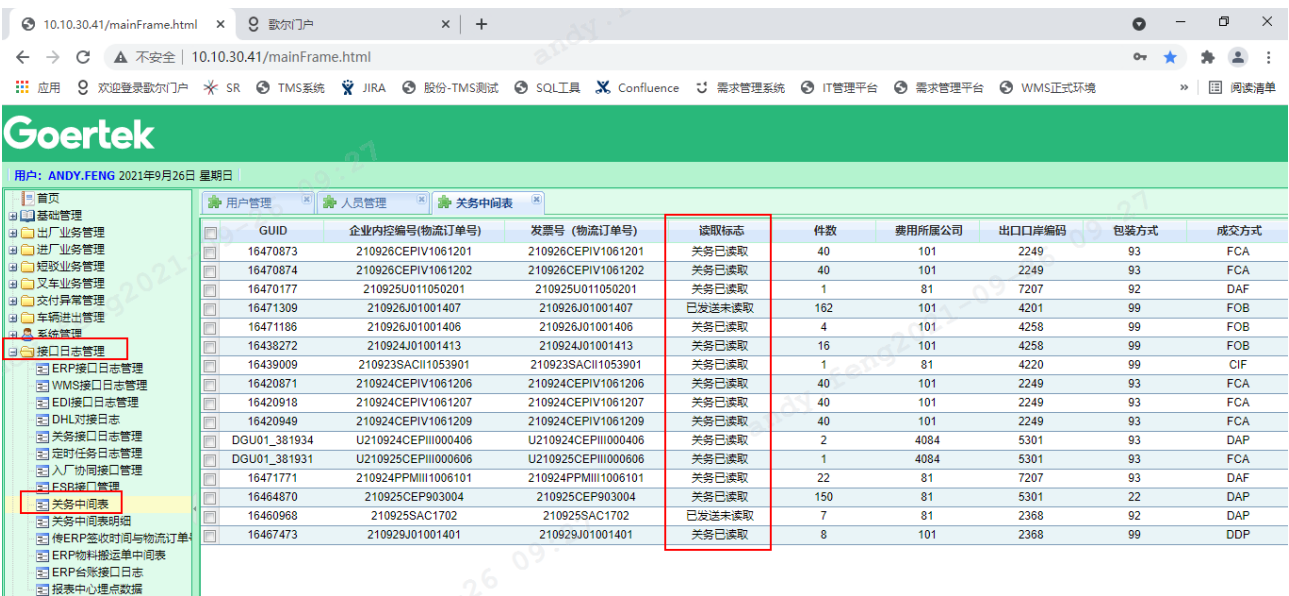 10.10.30.41/mainFrame.html
歌尔门户
不安全 10.10.30.41/mainFrame.html
应用 欢迎登录歌尔门户 SR TMS系统 JIRA 股份-TMS测试 SQL工具 Confluence 需求管理系统 IT管理平台 需求管理平台 WMS正式环境 » 阅读清单
Goertek
用户：ANDY.FENG 2021年9月26日 星期日
首页
基础管理
出厂业务管理
进厂业务管理
短驳业务管理
叉车业务管理
交付异常管理
车辆进出管理
系统管理
接口日志管理
ERP接口日志管理
WMS接口日志管理
EDI接口日志管理
DHL对接日志
关务接口日志管理
定时任务日志管理
入厂协同接口管理
ESB接口管理
关务中间表
关务中间表明细
传ERP签收时间与物流订单
ERP物料搬运单中间表
ERP台账接口日志
报表中心埋点数据
用户管理 人员管理 关务中间表
GUID 企业内控编号(物流订单号) 发票号（物流订单号） 读取标志 件数 费用所属公司 出口口岸编码 包装方式 成交方式
16470873 210926CEPIV1061201 210926CEPIV1061201 关务已读取 40 101 2249 93 FCA
16470874 210926CEPIV1061202 210926CEPIV1061202 关务已读取 40 101 2249 93 FCA
16470177 210925U011050201 210925U011050201 关务已读取 1 81 7207 92 DAF
16471309 210926J01001407 210926J01001407 已发送未读取 162 101 4201 99 FOB
16471186 210926J01001406 210926J01001406 关务已读取 4 101 4258 99 FOB
16438272 210924J01001413 210924J01001413 关务已读取 16 101 4258 99 FOB
16439009 210923SACII1053901 210923SACII1053901 关务已读取 1 81 4220 99 CIF
16420871 210924CEPIV1061206 210924CEPIV1061206 关务已读取 40 101 2249 93 FCA
16420918 210924CEPIV1061207 210924CEPIV1061207 关务已读取 40 101 2249 93 FCA
16420949 210924CEPIV1061209 210924CEPIV1061209 关务已读取 40 101 2249 93 FCA
DGU01_381934 U210924CEPIII000406 U210924CEPIII000406 关务已读取 2 4084 5301 93 DAP
DGU01_381931 U210925CEPIII000606 U210925CEPIII000606 关务已读取 1 4084 5301 93 FCA
16471771 210924PPMIII1006101 210924PPMIII1006101 关务已读取 22 81 7207 93 DAF
16464870 210925CEP903004 210925CEP903004 关务已读取 150 81 5301 22 DAP
16460968 210925SAC1702 210925SAC1702 已发送未读取 7 81 2368 92 DAP
16467473 210929J01001401 210929J01001401 关务已读取 8 101 2368 99 DDP